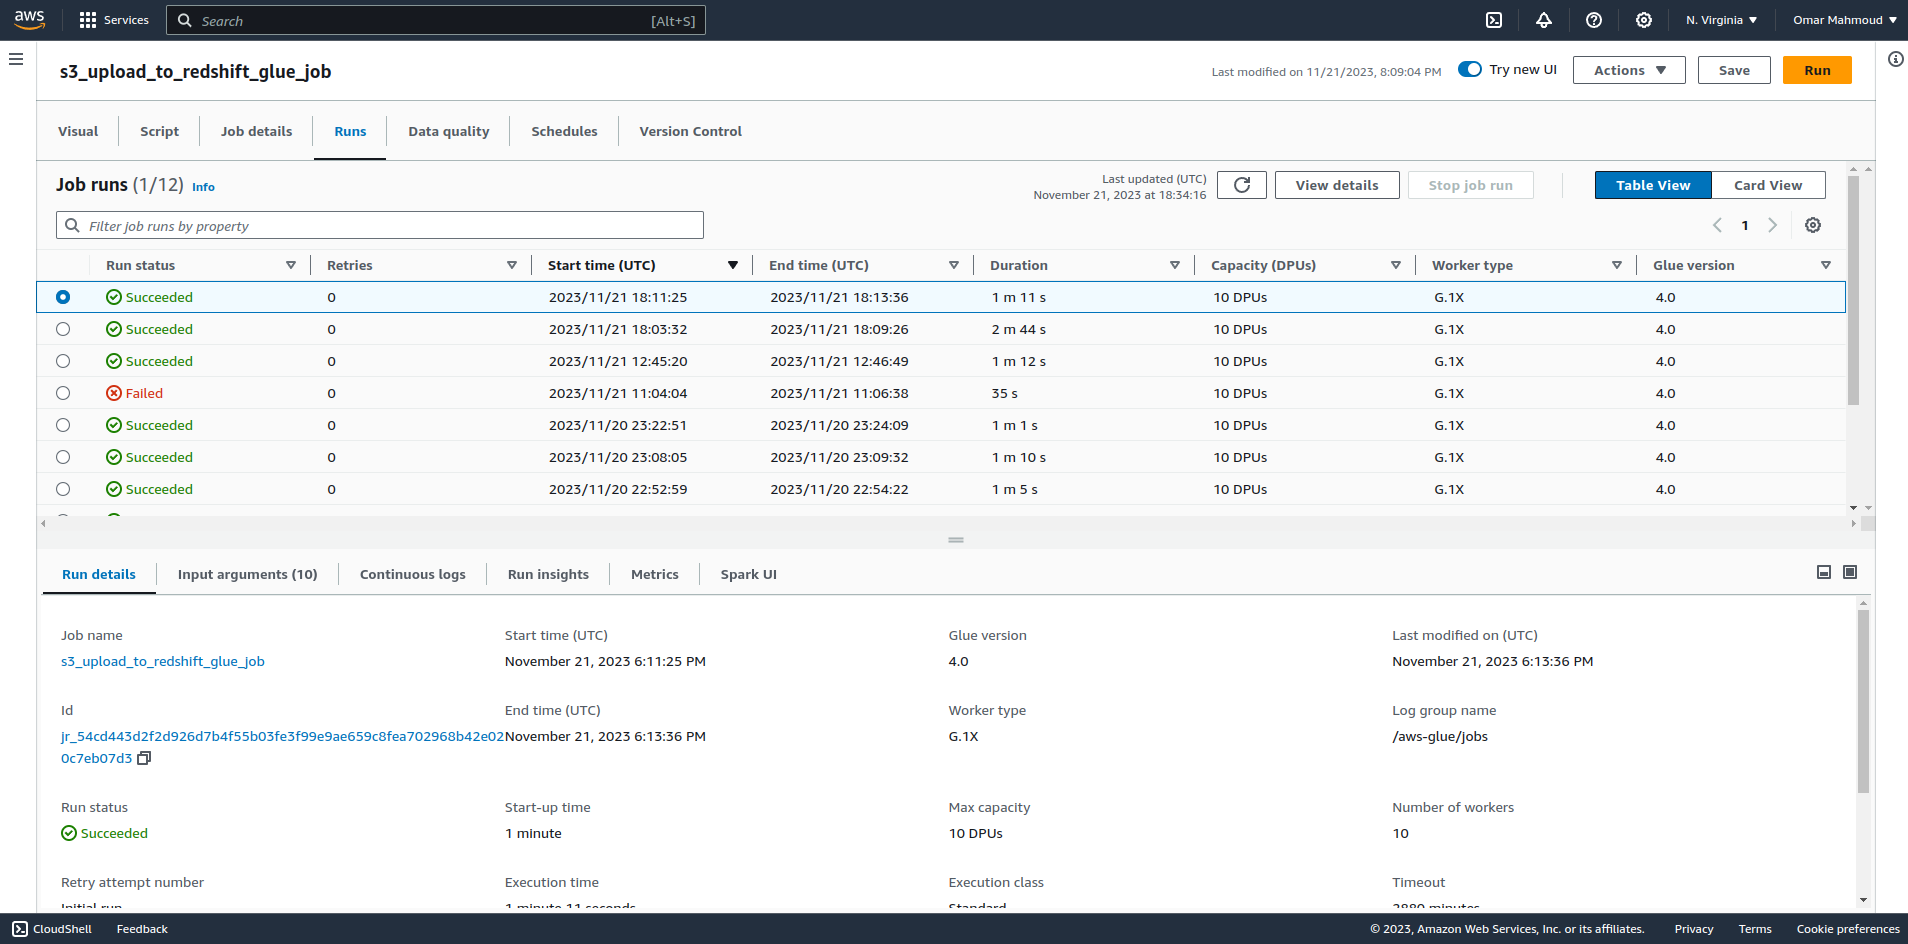 aws Services Search [Alt+S] N. Virginia ▼ Omar Mahmoud ▼
s3_upload_to_redshift_glue_job Last modified on 11/21/2023, 8:09:04 PM Try new UI Actions ▼ Save Run
Visual Script Job details Runs Data quality Schedules Version Control
Job runs (1/12) Info
Last updated (UTC)
November 21, 2023 at 18:34:16
View details Stop job run Table View Card View
Filter job runs by property 1
Run status Retries Start time (UTC) End time (UTC) Duration Capacity (DPUs) Worker type Glue version
Succeeded 0 2023/11/21 18:11:25 2023/11/21 18:13:36 1 m 11 s 10 DPUs G.1X 4.0
Succeeded 0 2023/11/21 18:03:32 2023/11/21 18:09:26 2 m 44 s 10 DPUs G.1X 4.0
Succeeded 0 2023/11/21 12:45:20 2023/11/21 12:46:49 1 m 12 s 10 DPUs G.1X 4.0
Failed 0 2023/11/21 11:04:04 2023/11/21 11:06:38 35 s 10 DPUs G.1X 4.0
Succeeded 0 2023/11/20 23:22:51 2023/11/20 23:24:09 1 m 1 s 10 DPUs G.1X 4.0
Succeeded 0 2023/11/20 23:08:05 2023/11/20 23:09:32 1 m 10 s 10 DPUs G.1X 4.0
Succeeded 0 2023/11/20 22:52:59 2023/11/20 22:54:22 1 m 5 s 10 DPUs G.1X 4.0
Run details Input arguments (10) Continuous logs Run insights Metrics Spark UI
Job name Start time (UTC) Glue version Last modified on (UTC)
s3_upload_to_redshift_glue_job November 21, 2023 6:11:25 PM 4.0 November 21, 2023 6:13:36 PM
Id End time (UTC) Worker type Log group name
jr_54cd443d2f2d926d7b4f55b03fe3f99e9ae659c8fea702968b42e02 November 21, 2023 6:13:36 PM G.1X /aws-glue/jobs
0c7eb07d3
Run status Start-up time Max capacity Number of workers
Succeeded 1 minute 10 DPUs 10
Retry attempt number Execution time Execution class Timeout
Initial run 1 minute 11 seconds Standard 2880 minutes
CloudShell Feedback © 2023, Amazon Web Services, Inc. or its affiliates. Privacy Terms Cookie preferences